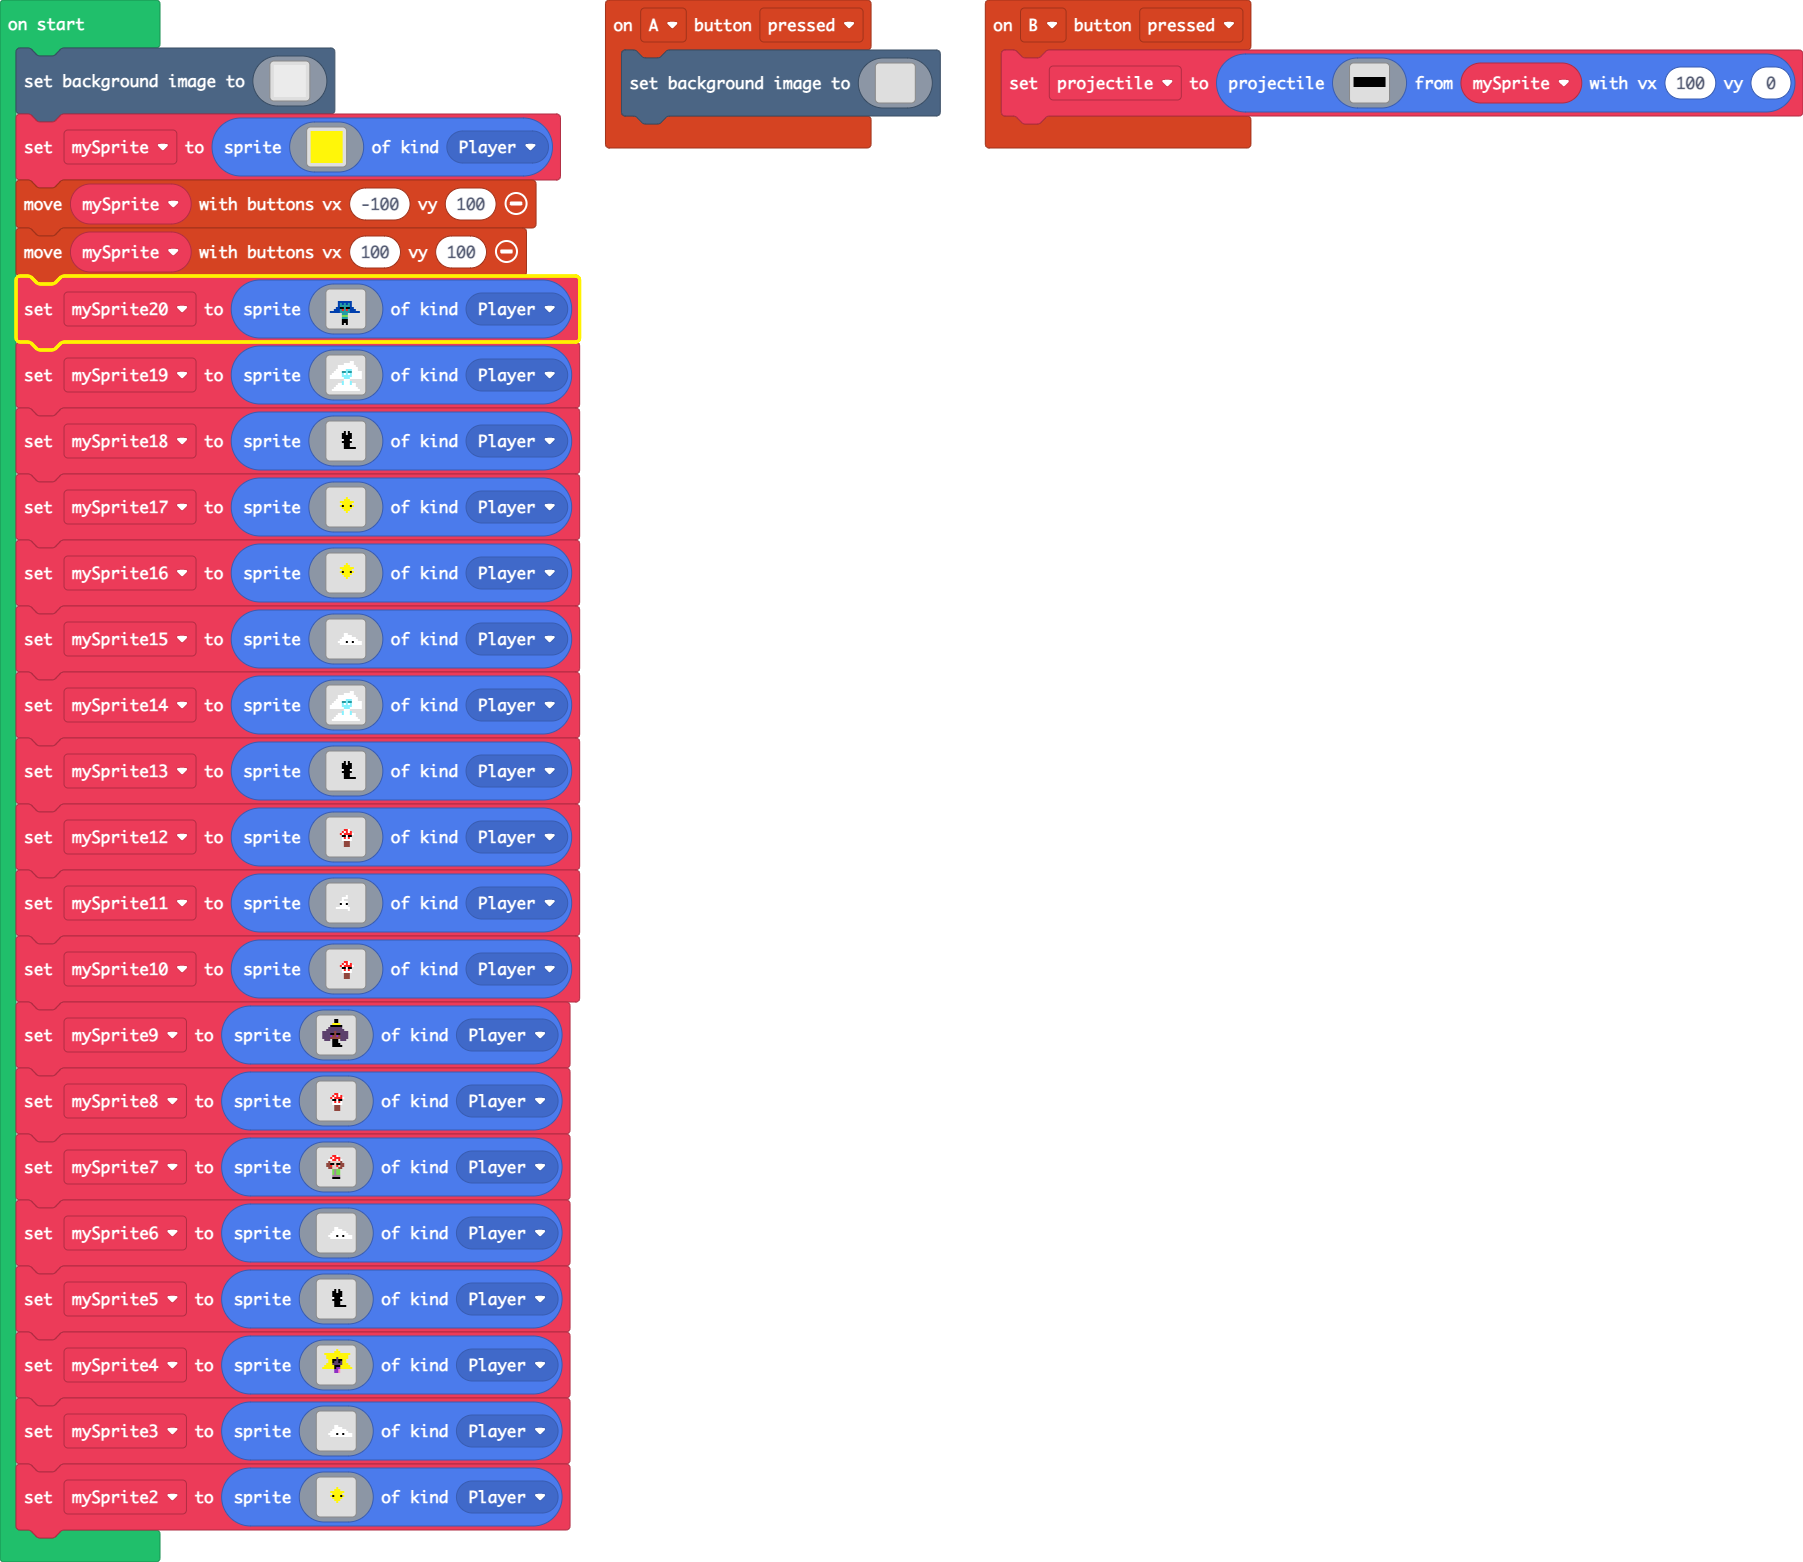 on start
set background image to
set mySprite to sprite of kind Player
move mySprite with buttons vx -100 vy 100
move mySprite with buttons vx 100 vy 100
set mySprite20 to sprite of kind Player
set mySprite19 to sprite of kind Player
set mySprite18 to sprite of kind Player
set mySprite17 to sprite of kind Player
set mySprite16 to sprite of kind Player
set mySprite15 to sprite of kind Player
set mySprite14 to sprite of kind Player
set mySprite13 to sprite of kind Player
set mySprite12 to sprite of kind Player
set mySprite11 to sprite of kind Player
set mySprite10 to sprite of kind Player
set mySprite9 to sprite of kind Player
set mySprite8 to sprite of kind Player
set mySprite7 to sprite of kind Player
set mySprite6 to sprite of kind Player
set mySprite5 to sprite of kind Player
set mySprite4 to sprite of kind Player
set mySprite3 to sprite of kind Player
set mySprite2 to sprite of kind Player
on A button pressed
set background image to
on B button pressed
set projectile to projectile from mySprite with vx 100 vy 0